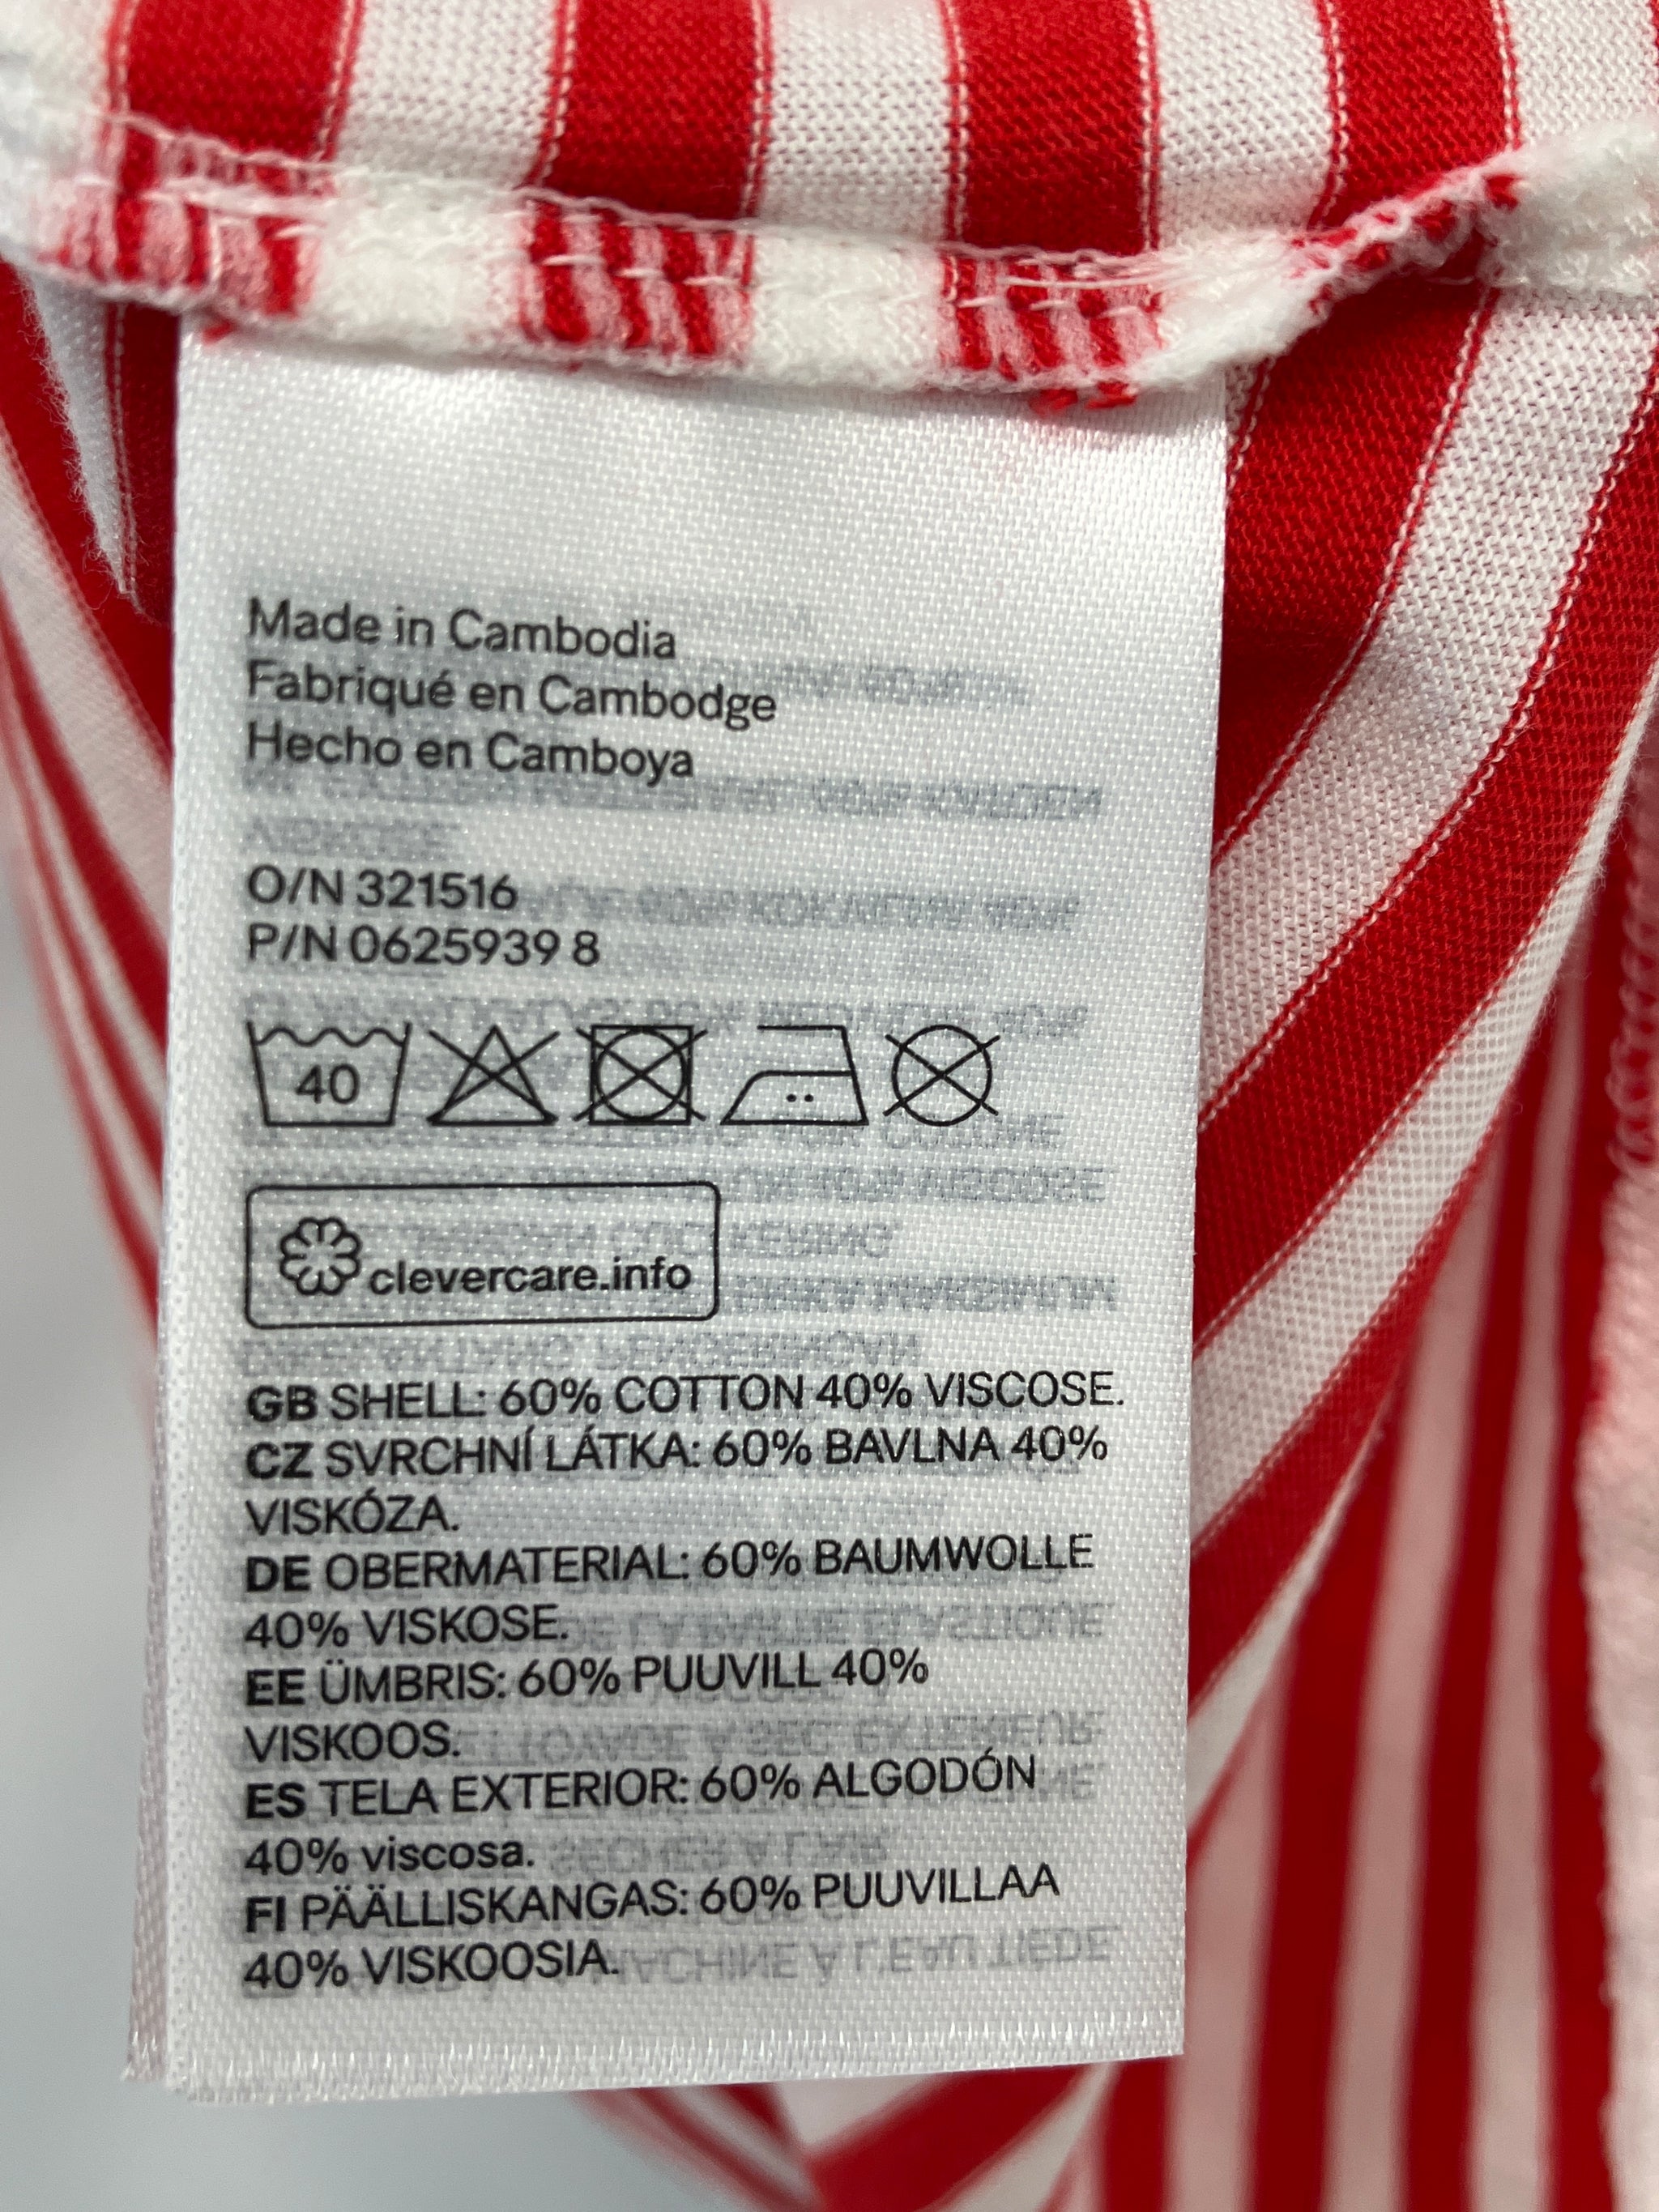 Made in Cambodia
Fabriqué en Cambodge
Hecho en Camboya
O/N 321516
P/N 0625939 8
40
clevercare.info
GB SHELL: 60% COTTON 40% VISCOSE.
CZ SVRCHNÍ LÁTKA: 60% BAVLNA 40%
VISKÓZA.
DE OBERMATERIAL: 60% BAUMWOLLE
40% VISKOSE.
EE ÜMBRIS: 60% PUUVILL 40%
VISKOOS.
ES TELA EXTERIOR: 60% ALGODÓN
40% viscosa.
FI PÄÄLLISKANGAS: 60% PUUVILLAA
40% VISKOOSIA.